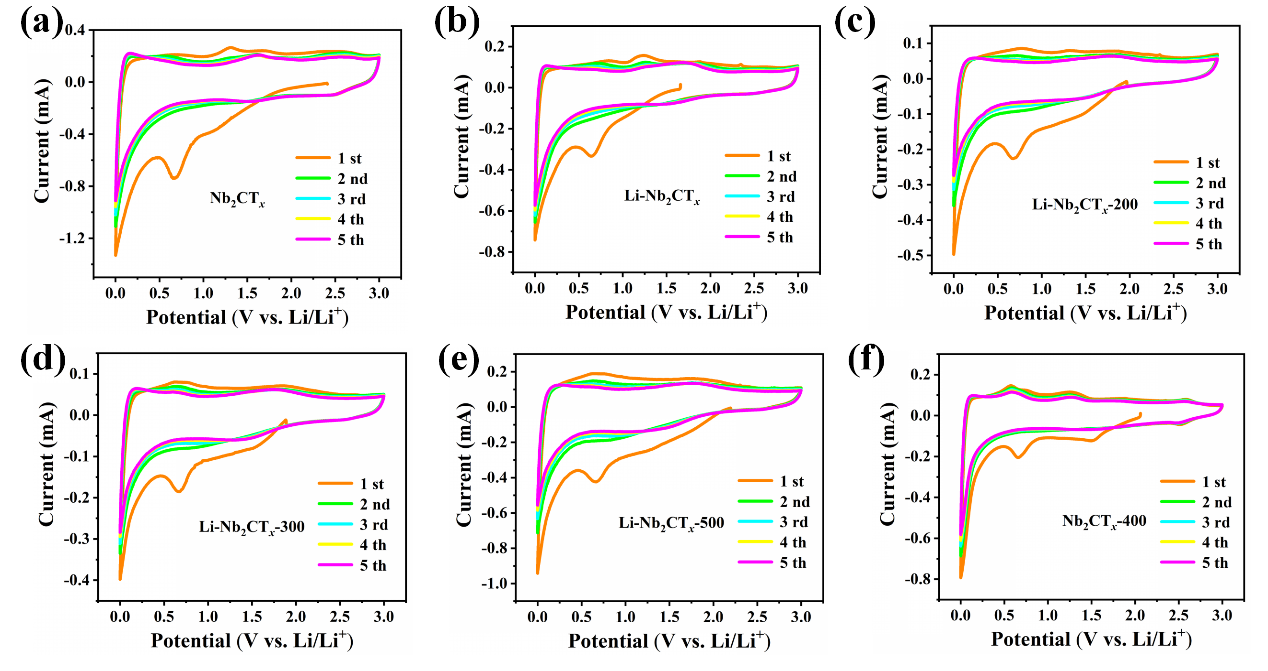 (a)
0.4
0.0
-0.4
-0.8
-1.2
Current (mA)
1 st
2 nd
3 rd
4 th
5 th
Nb₂CTₓ
0.0 0.5 1.0 1.5 2.0 2.5 3.0
Potential (V vs. Li/Li⁺)
(b)
0.2
0.0
-0.2
-0.4
-0.6
-0.8
Current (mA)
1 st
2 nd
3 rd
4 th
5 th
Li-Nb₂CTₓ
0.0 0.5 1.0 1.5 2.0 2.5 3.0
Potential (V vs. Li/Li⁺)
(c)
0.1
0.0
-0.1
-0.2
-0.3
-0.4
-0.5
Current (mA)
1 st
2 nd
3 rd
4 th
5 th
Li-Nb₂CTₓ-200
0.0 0.5 1.0 1.5 2.0 2.5 3.0
Potential (V vs. Li/Li⁺)
(d)
0.1
0.0
-0.1
-0.2
-0.3
-0.4
Current (mA)
1 st
2 nd
3 rd
4 th
5 th
Li-Nb₂CTₓ-300
0.0 0.5 1.0 1.5 2.0 2.5 3.0
Potential (V vs. Li/Li⁺)
(e)
0.2
0.0
-0.2
-0.4
-0.6
-0.8
-1.0
Current (mA)
1 st
2 nd
3 rd
4 th
5 th
Li-Nb₂CTₓ-500
0.0 0.5 1.0 1.5 2.0 2.5 3.0
Potential (V vs. Li/Li⁺)
(f)
0.2
0.0
-0.2
-0.4
-0.6
-0.8
Current (mA)
1 st
2 nd
3 rd
4 th
5 th
Nb₂CTₓ-400
0.0 0.5 1.0 1.5 2.0 2.5 3.0
Potential (V vs. Li/Li⁺)